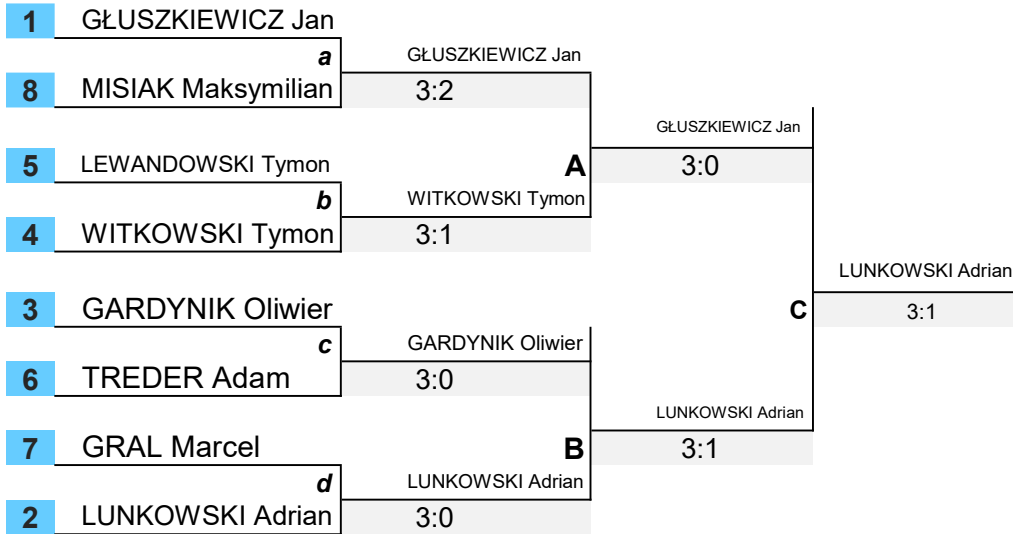 1 GŁUSZKIEWICZ Jan
a GŁUSZKIEWICZ Jan
8 MISIAK Maksymilian 3:2
GŁUSZKIEWICZ Jan
5 LEWANDOWSKI Tymon A 3:0
b WITKOWSKI Tymon
4 WITKOWSKI Tymon 3:1
LUNKOWSKI Adrian
3 GARDYNIK Oliwier C 3:1
c GARDYNIK Oliwier
6 TREDER Adam 3:0
LUNKOWSKI Adrian
7 GRAL Marcel B 3:1
d LUNKOWSKI Adrian
2 LUNKOWSKI Adrian 3:0